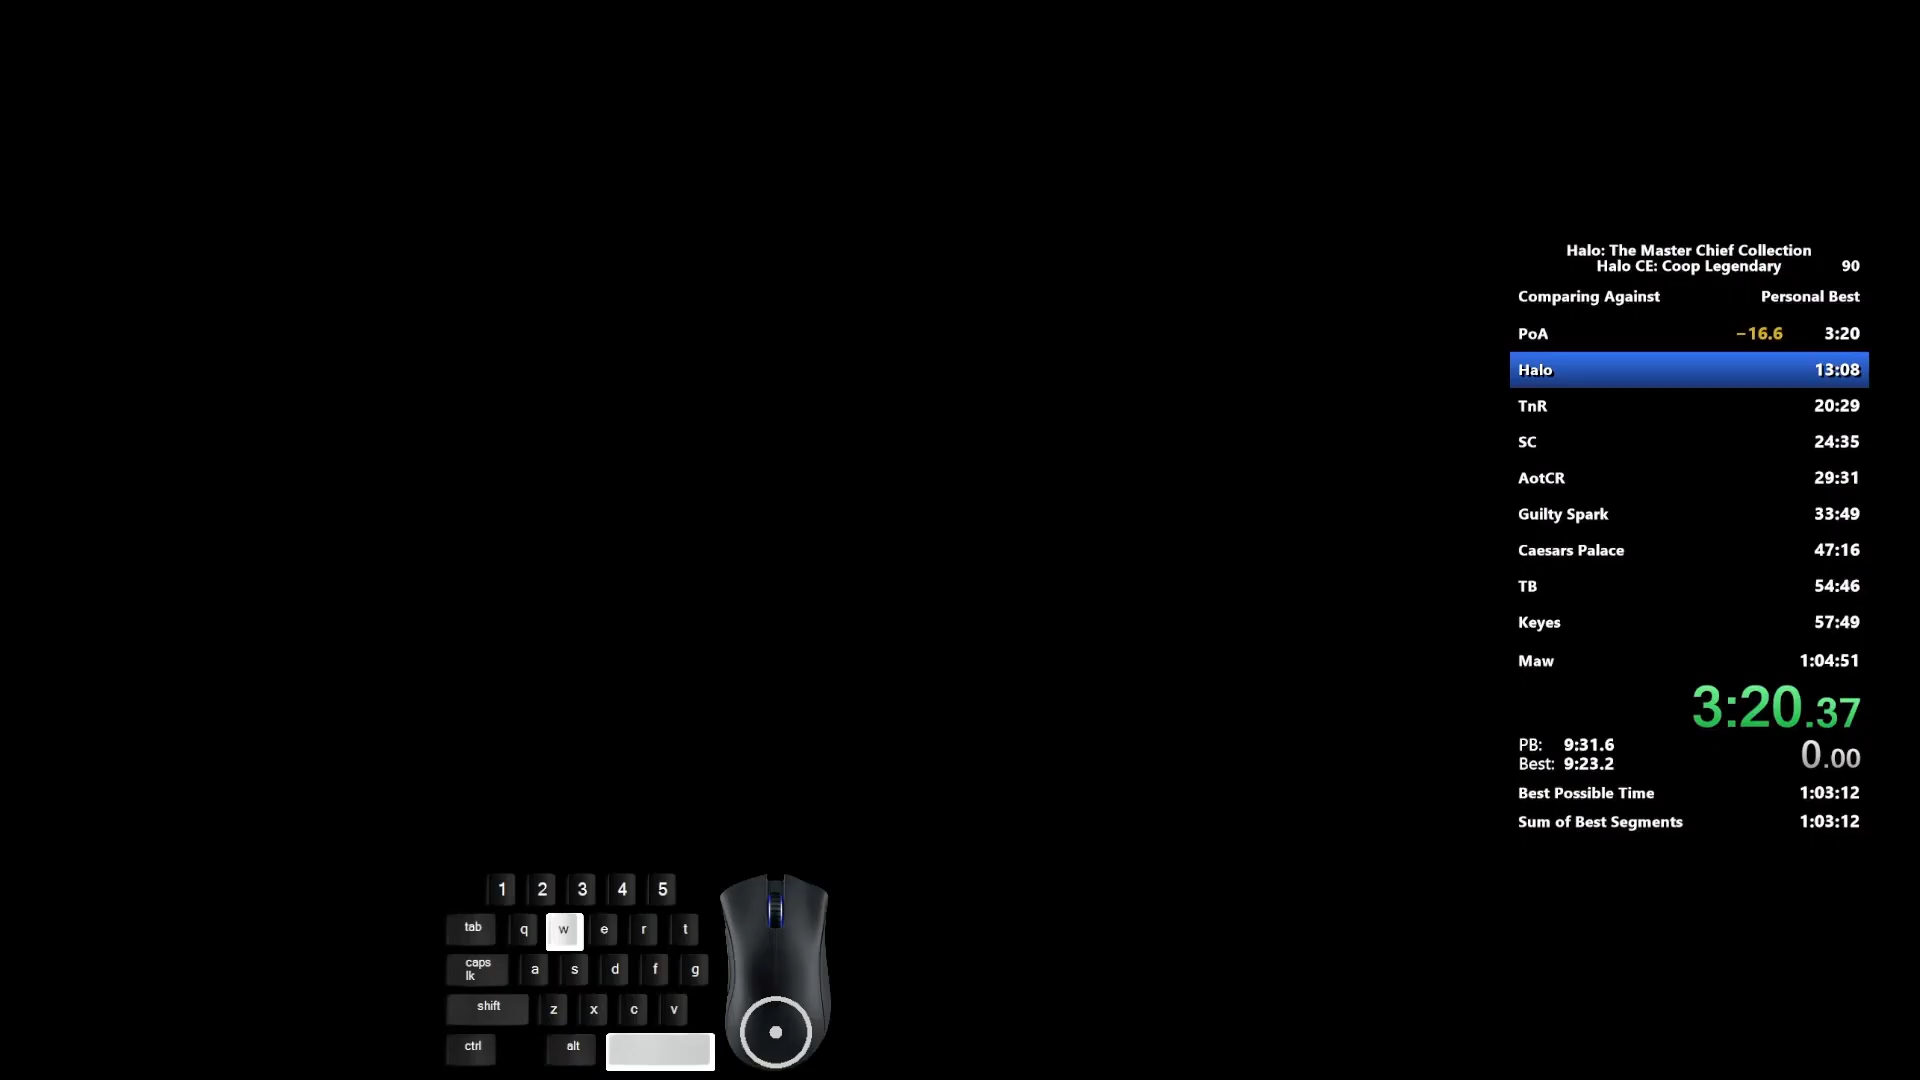 Halo: The Master Chief Collection
Halo CE: Coop Legendary 90
Comparing Against Personal Best
PoA −16.6 3:20
Halo 13:08
TnR 20:29
SC 24:35
AotCR 29:31
Guilty Spark 33:49
Caesars Palace 47:16
TB 54:46
Keyes 57:49
Maw 1:04:51
3:20.37
PB: 9:31.6 0.00
Best: 9:23.2
Best Possible Time 1:03:12
Sum of Best Segments 1:03:12
1 2 3 4 5
tab q w e r t
caps
lk a s d f g
shift z x c v
ctrl alt